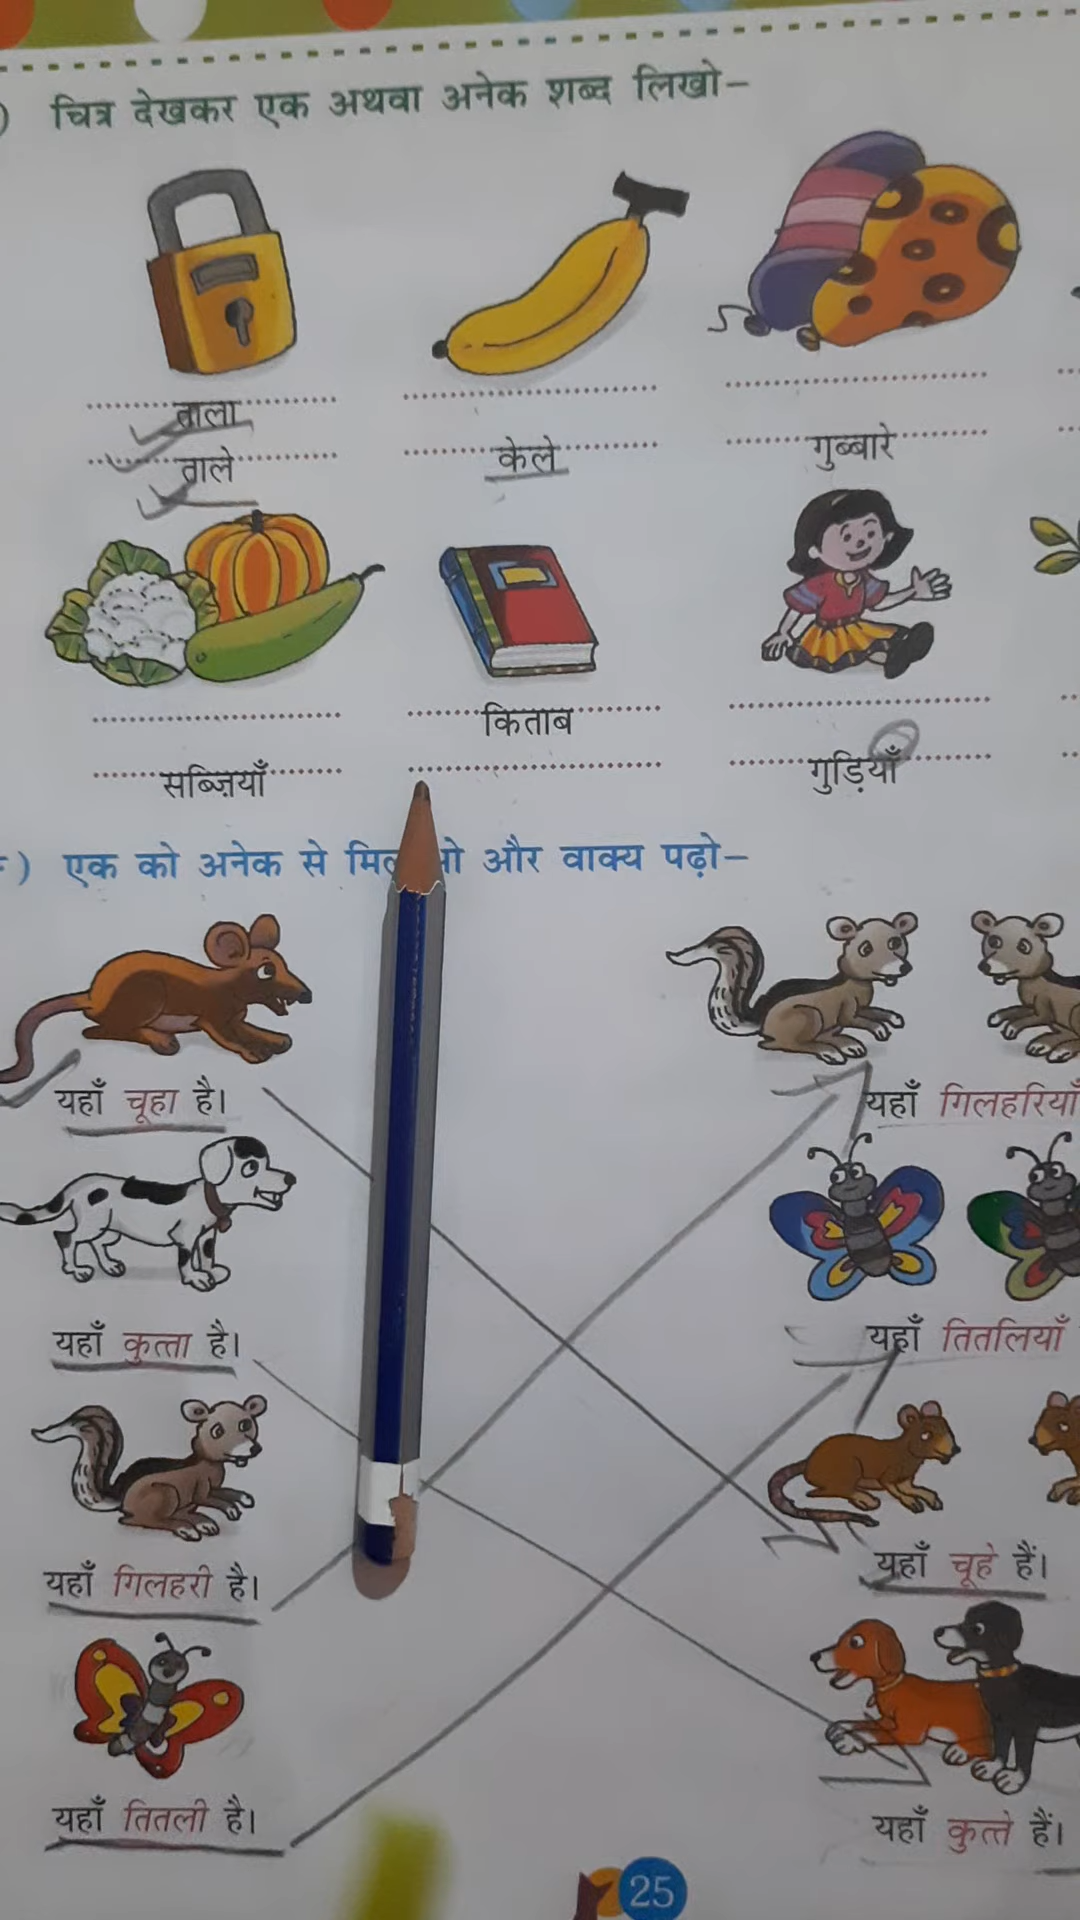 ) चित्र देखकर एक अथवा अनेक शब्द लिखो-
ताला
ताले
केले
गुब्बारे
सब्ज़ियाँ
किताब
गुड़ियाँ
) एक को अनेक से और वाक्य पढ़ो-
यहाँ चूहा है।
यहाँ गिलहरियाँ
यहाँ कुत्ता है।
यहाँ तितलियाँ
यहाँ गिलहरी है।
यहाँ चूहे हैं।
यहाँ तितली है।
यहाँ कुत्ते हैं।
25